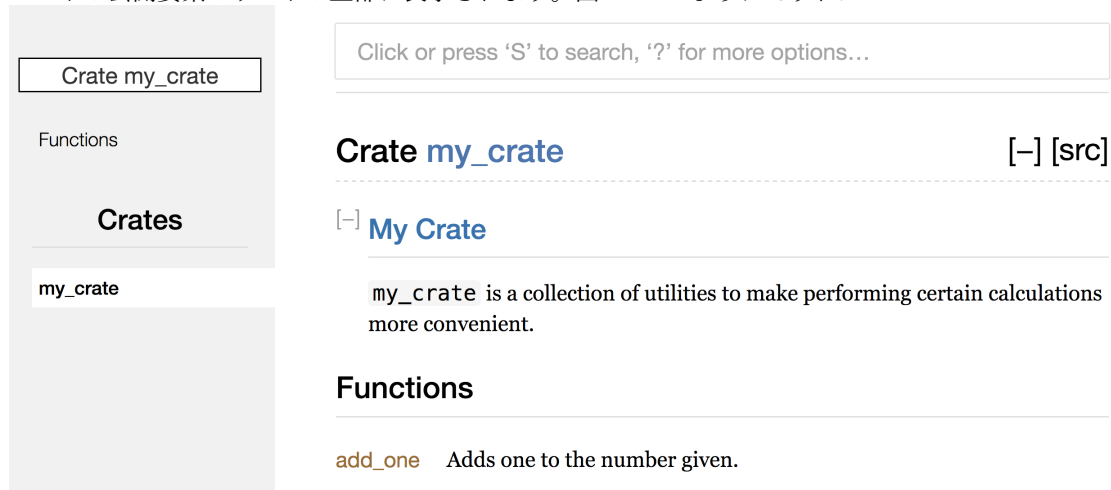 Crate my_crate
Functions
Crates
my_crate
Click or press ‘S’ to search, ‘?’ for more options…
Crate my_crate [−] [src]
[−] My Crate
my_crate is a collection of utilities to make performing certain calculations
more convenient.
Functions
add_one Adds one to the number given.